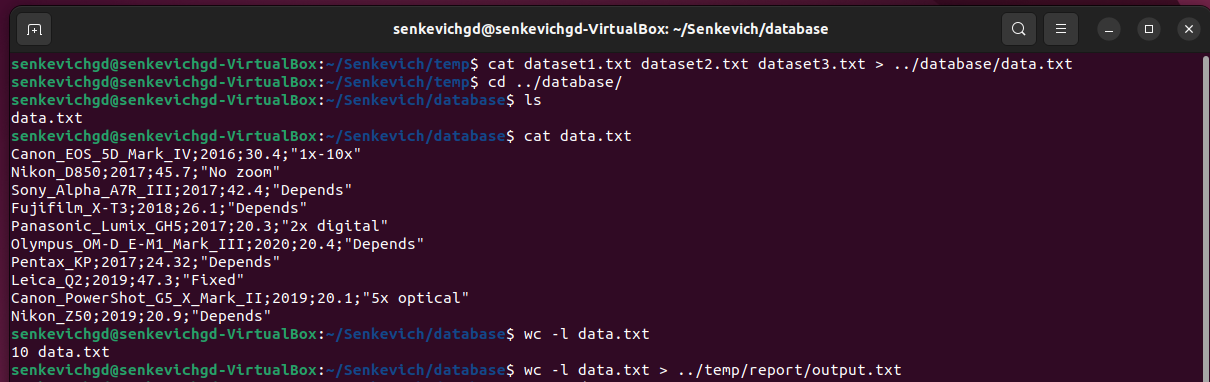 senkevichgd@senkevichgd-VirtualBox: ~/Senkevich/database
senkevichgd@senkevichgd-VirtualBox:~/Senkevich/temp$ cat dataset1.txt dataset2.txt dataset3.txt > ../database/data.txt
senkevichgd@senkevichgd-VirtualBox:~/Senkevich/temp$ cd ../database/
senkevichgd@senkevichgd-VirtualBox:~/Senkevich/database$ ls
data.txt
senkevichgd@senkevichgd-VirtualBox:~/Senkevich/database$ cat data.txt
Canon_EOS_5D_Mark_IV;2016;30.4;"1x-10x"
Nikon_D850;2017;45.7;"No zoom"
Sony_Alpha_A7R_III;2017;42.4;"Depends"
Fujifilm_X-T3;2018;26.1;"Depends"
Panasonic_Lumix_GH5;2017;20.3;"2x digital"
Olympus_OM-D_E-M1_Mark_III;2020;20.4;"Depends"
Pentax_KP;2017;24.32;"Depends"
Leica_Q2;2019;47.3;"Fixed"
Canon_PowerShot_G5_X_Mark_II;2019;20.1;"5x optical"
Nikon_Z50;2019;20.9;"Depends"
senkevichgd@senkevichgd-VirtualBox:~/Senkevich/database$ wc -l data.txt
10 data.txt
senkevichgd@senkevichgd-VirtualBox:~/Senkevich/database$ wc -l data.txt > ../temp/report/output.txt